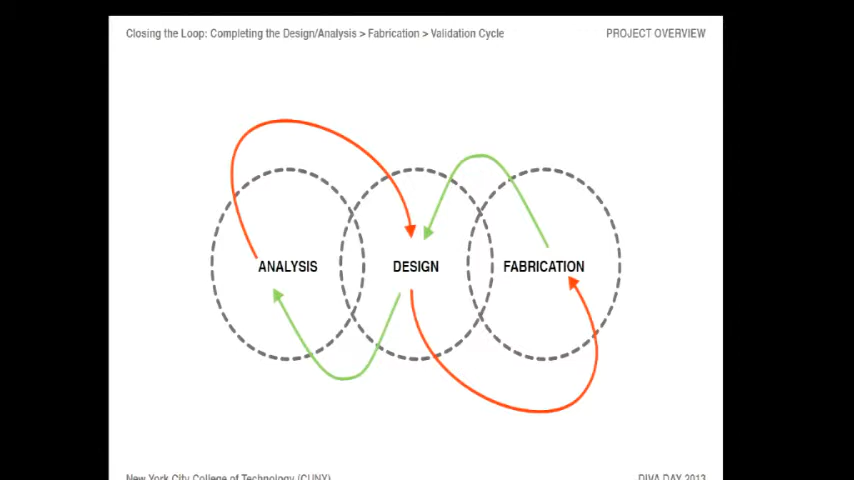 Closing the Loop: Completing the Design/Analysis > Fabrication > Validation Cycle
PROJECT OVERVIEW
ANALYSIS
DESIGN
FABRICATION
New York City College of Technology (CUNY)
DIVA DAY 2013